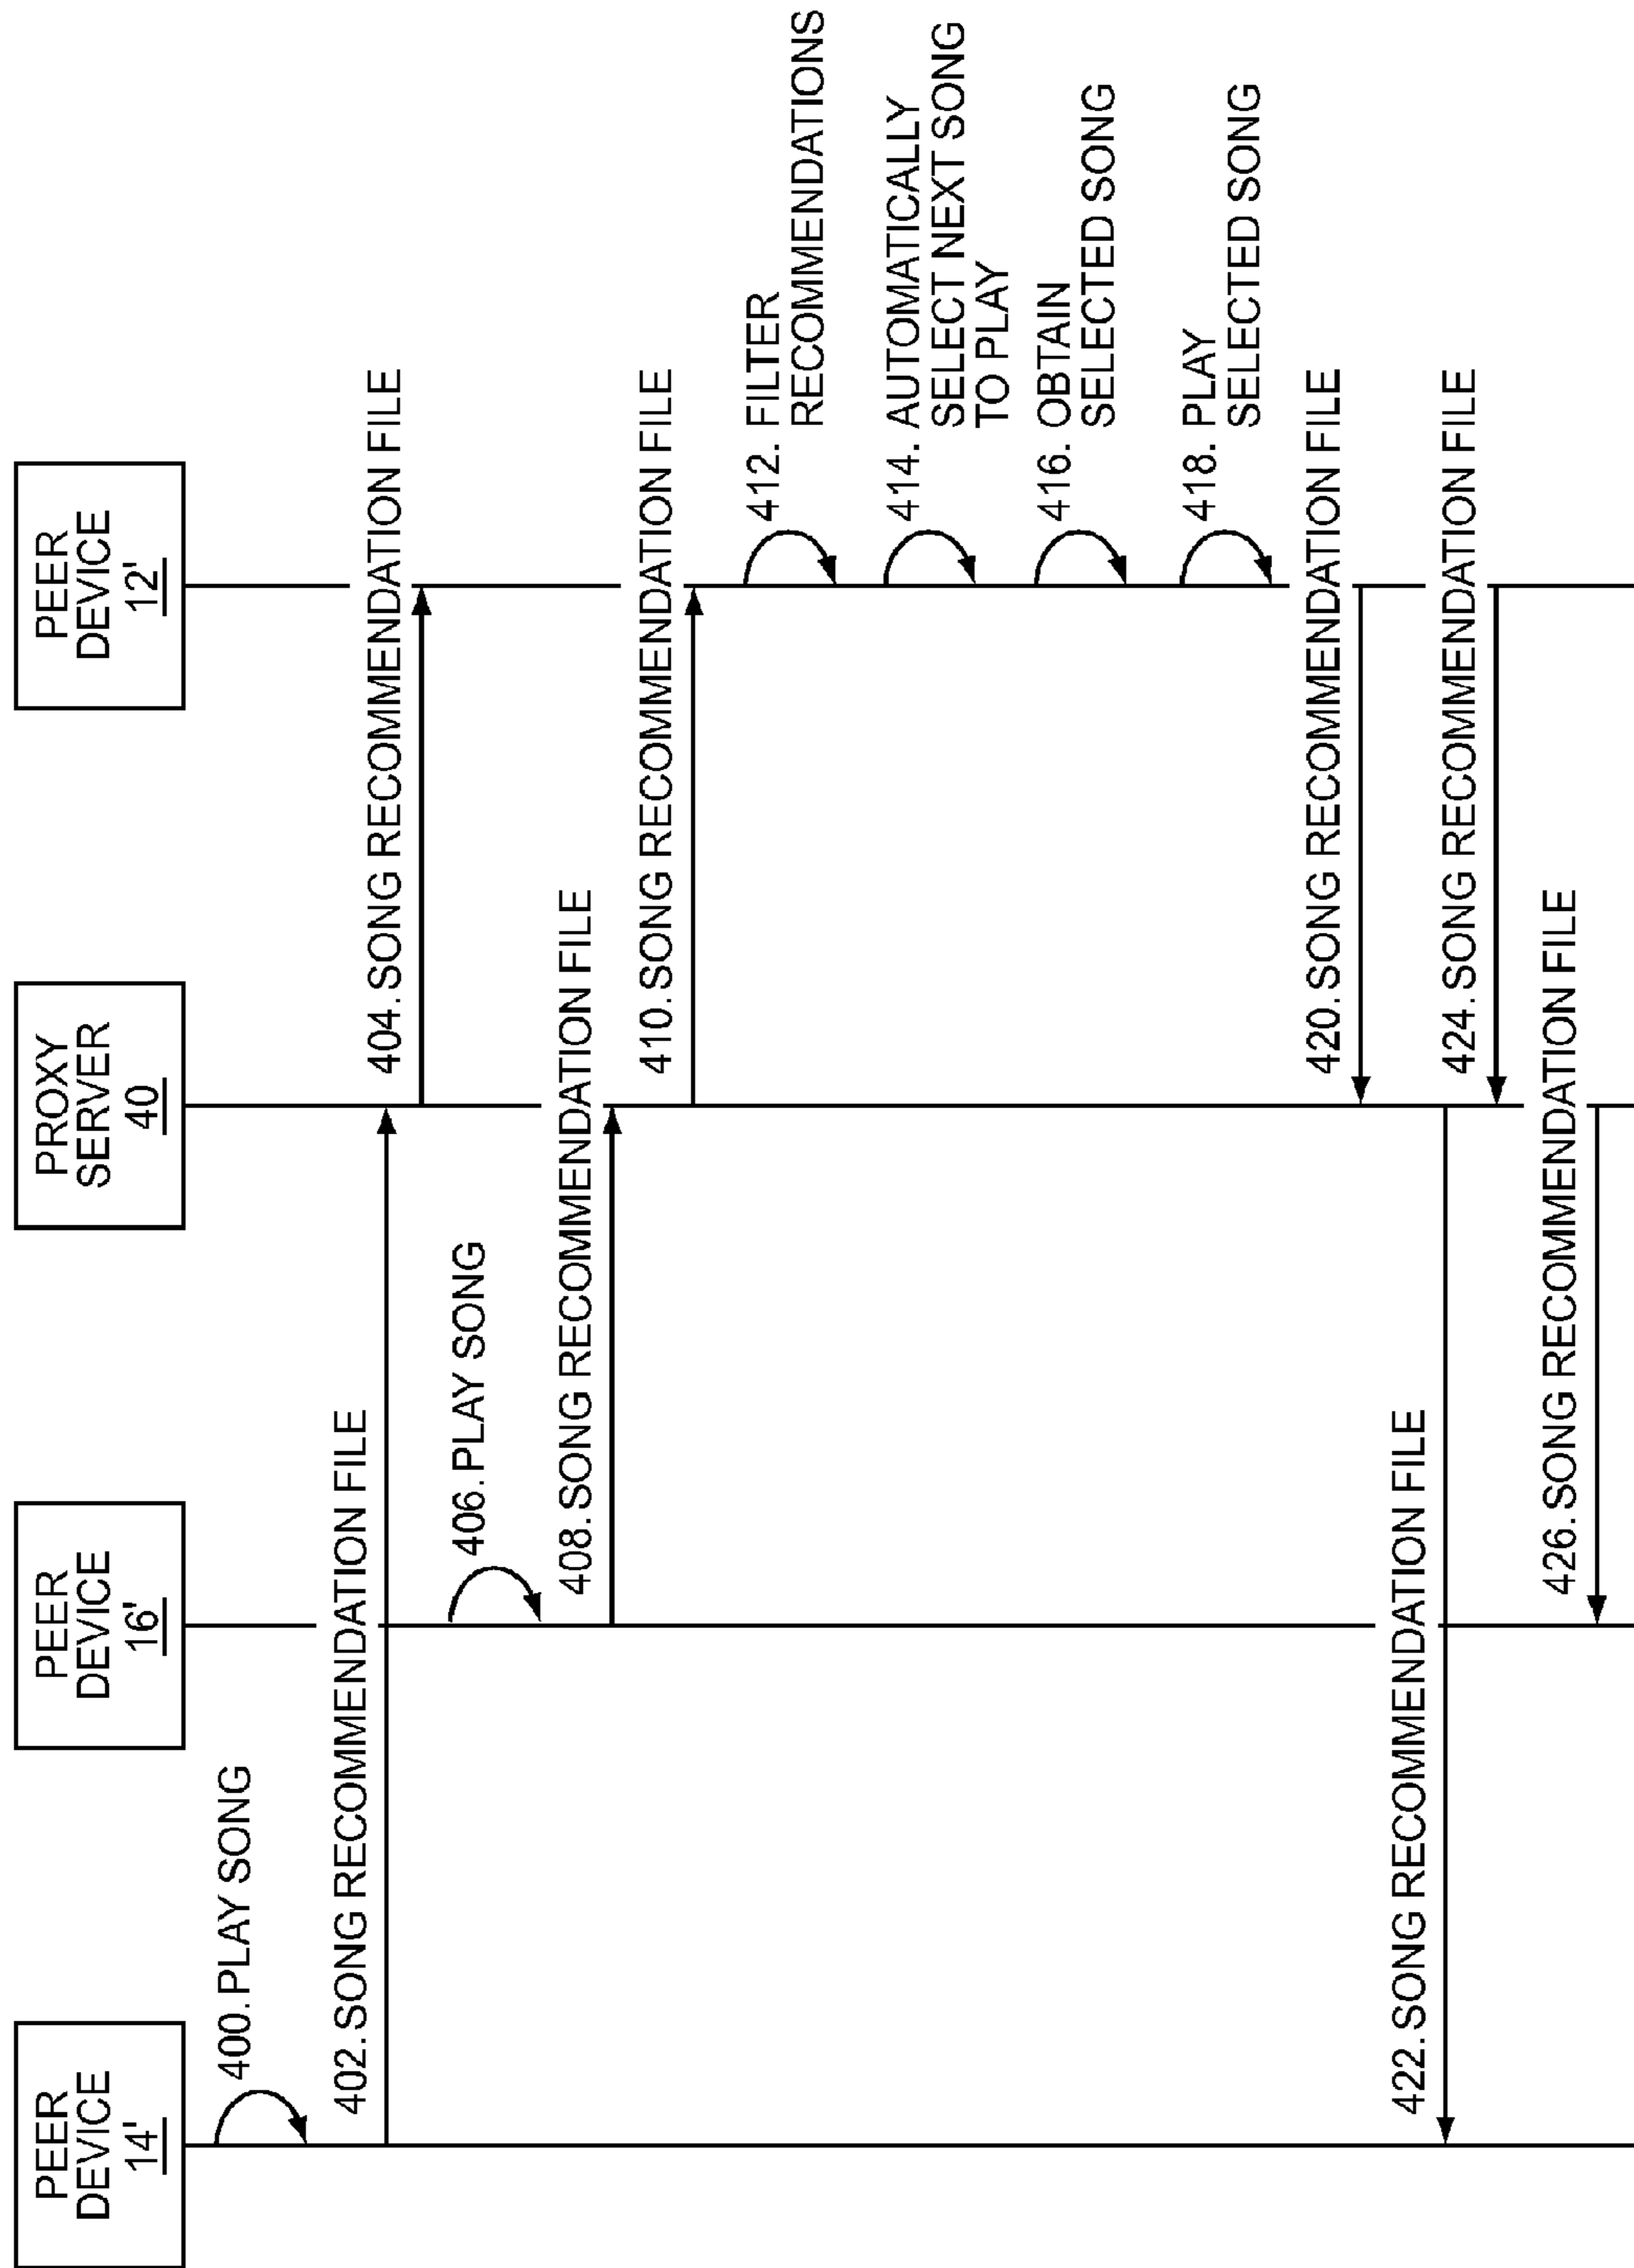 PEER
DEVICE
14'
PEER
DEVICE
16'
PROXY
SERVER
40
PEER
DEVICE
12'
400. PLAY SONG
402. SONG RECOMMENDATION FILE
404. SONG RECOMMENDATION FILE
406. PLAY SONG
408. SONG RECOMMENDATION FILE
410. SONG RECOMMENDATION FILE
412. FILTER
RECOMMENDATIONS
414. AUTOMATICALLY
SELECT NEXT SONG
TO PLAY
416. OBTAIN
SELECTED SONG
418. PLAY
SELECTED SONG
420. SONG RECOMMENDATION FILE
422. SONG RECOMMENDATION FILE
424. SONG RECOMMENDATION FILE
426. SONG RECOMMENDATION FILE